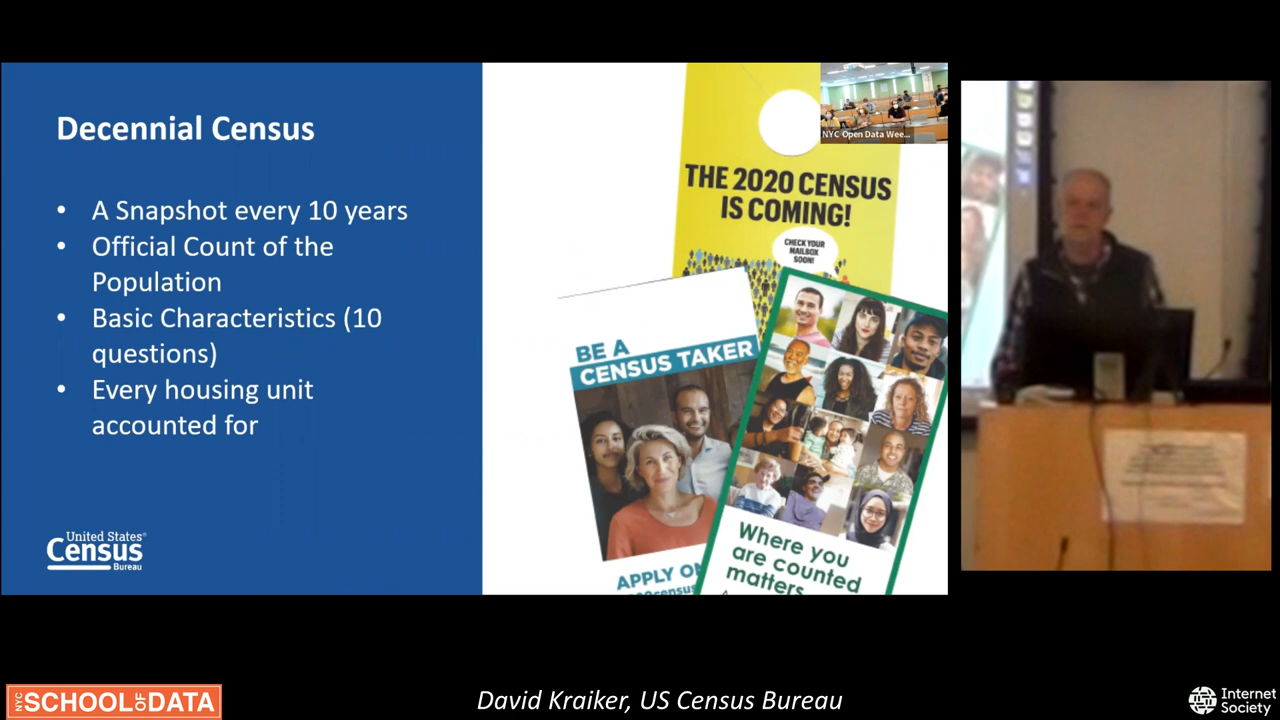 Decennial Census
• A Snapshot every 10 years
• Official Count of the
Population
• Basic Characteristics (10
questions)
• Every housing unit
accounted for
United States®
Census
Bureau
NYC Open Data Wee...
THE 2020 CENSUS
IS COMING!
CHECK YOUR
MAILBOX
SOON!
BE A
CENSUS TAKER
APPLY ON
Where you
are counted
matters.
NYC SCHOOL OF DATA
David Kraiker, US Census Bureau
Internet
Society